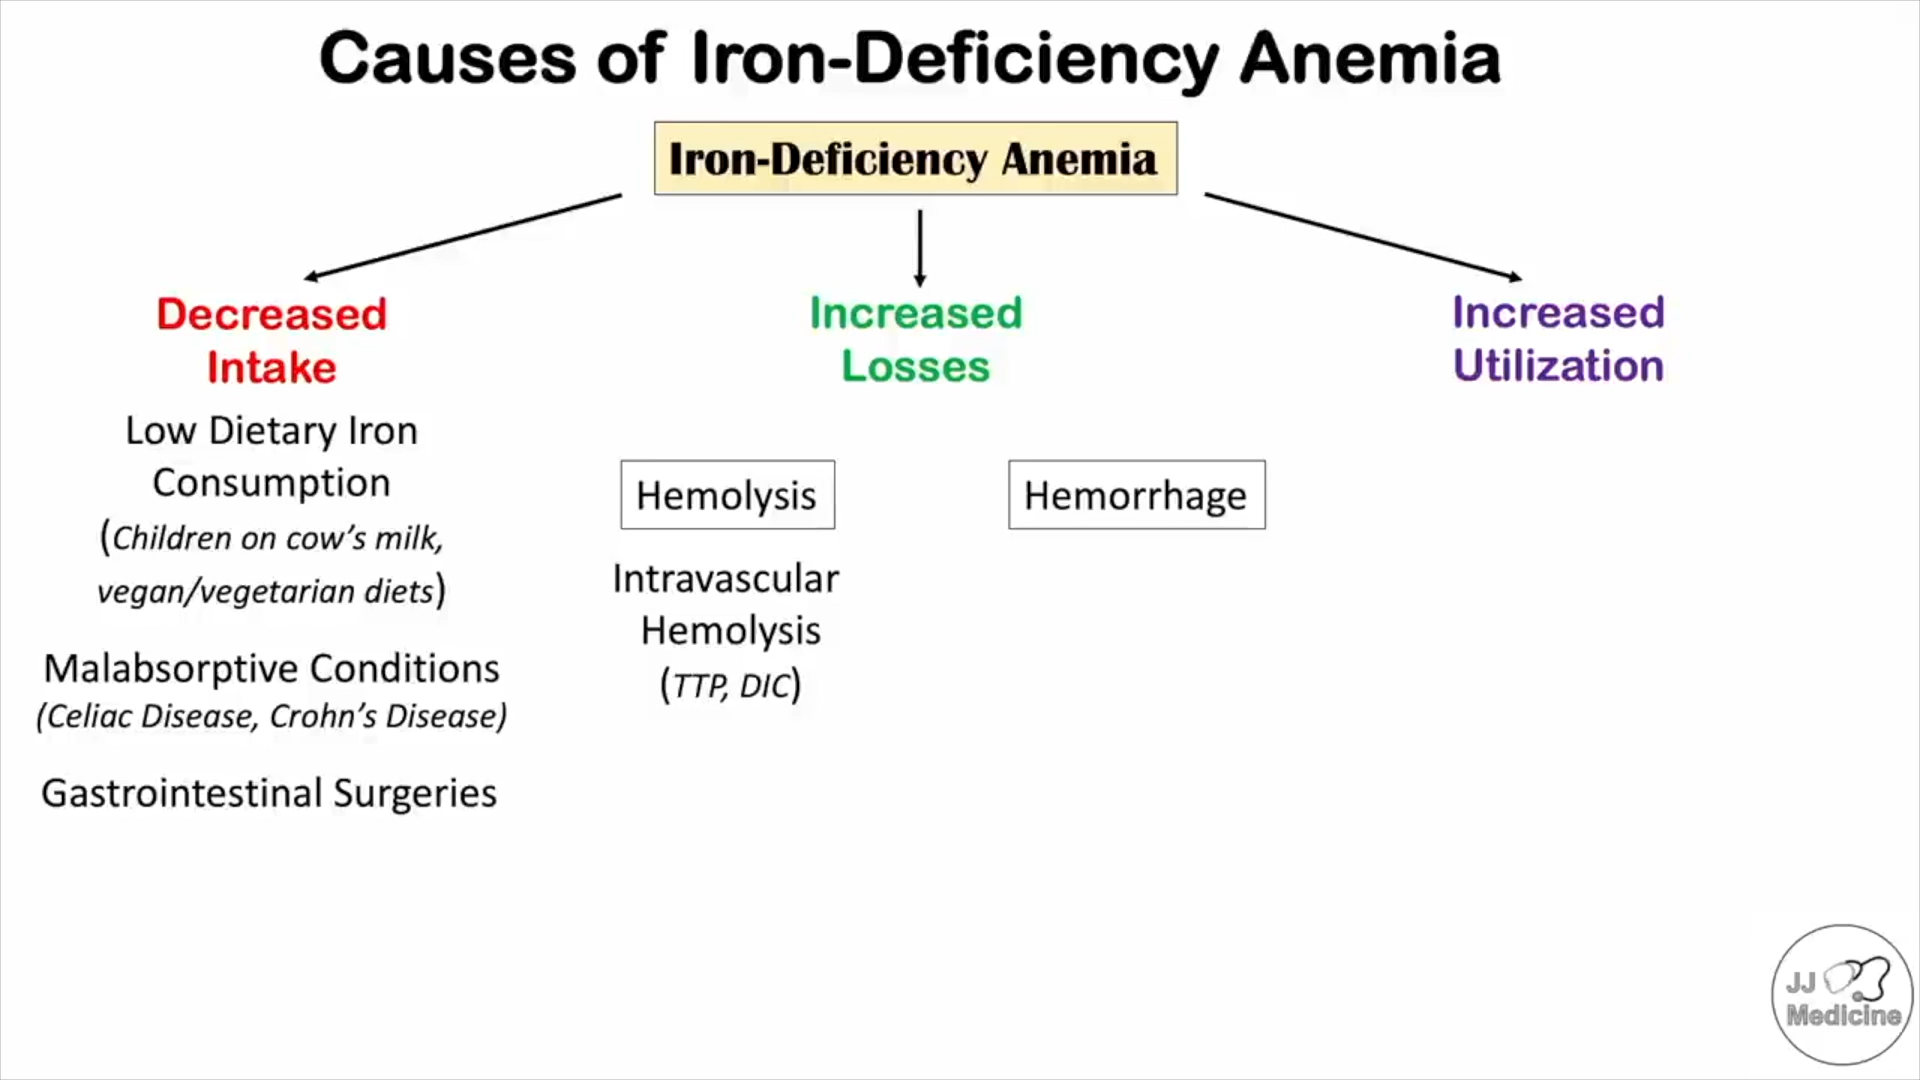 Causes of Iron-Deficiency Anemia
Iron-Deficiency Anemia
Decreased
Intake
Low Dietary Iron
Consumption
(Children on cow's milk,
vegan/vegetarian diets)
Malabsorptive Conditions
(Celiac Disease, Crohn's Disease)
Gastrointestinal Surgeries
Increased
Losses
Hemolysis
Intravascular
Hemolysis
(TTP, DIC)
Hemorrhage
Increased
Utilization
JJ
Medicine